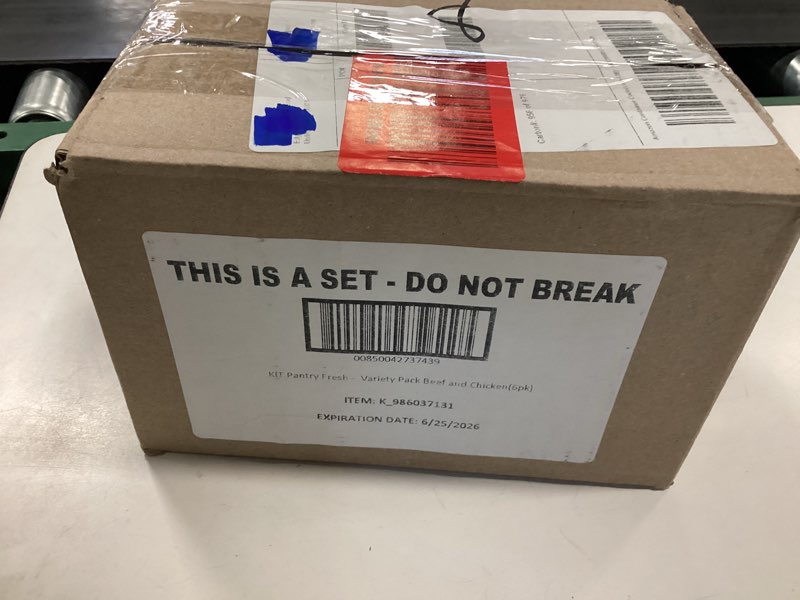 THIS IS A SET - DO NOT BREAK
00850042737439
KIT Pantry Fresh - Variety Pack Beef and Chicken(6pk)
ITEM: K_986037131
EXPIRATION DATE: 6/25/2026